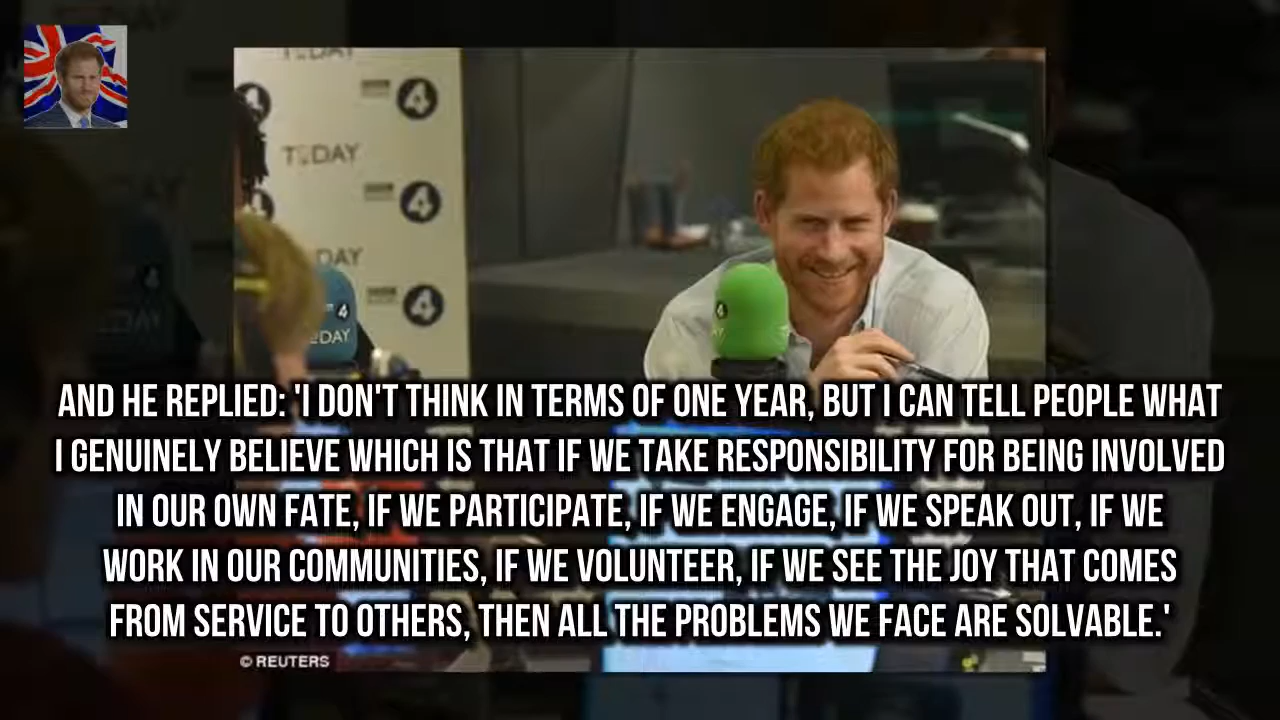 TODAY
4
TODAY
4
DAY
4
4
DAY
4
AND HE REPLIED: 'I DON'T THINK IN TERMS OF ONE YEAR, BUT I CAN TELL PEOPLE WHAT
I GENUINELY BELIEVE WHICH IS THAT IF WE TAKE RESPONSIBILITY FOR BEING INVOLVED
IN OUR OWN FATE, IF WE PARTICIPATE, IF WE ENGAGE, IF WE SPEAK OUT, IF WE
WORK IN OUR COMMUNITIES, IF WE VOLUNTEER, IF WE SEE THE JOY THAT COMES
FROM SERVICE TO OTHERS, THEN ALL THE PROBLEMS WE FACE ARE SOLVABLE.'
© REUTERS